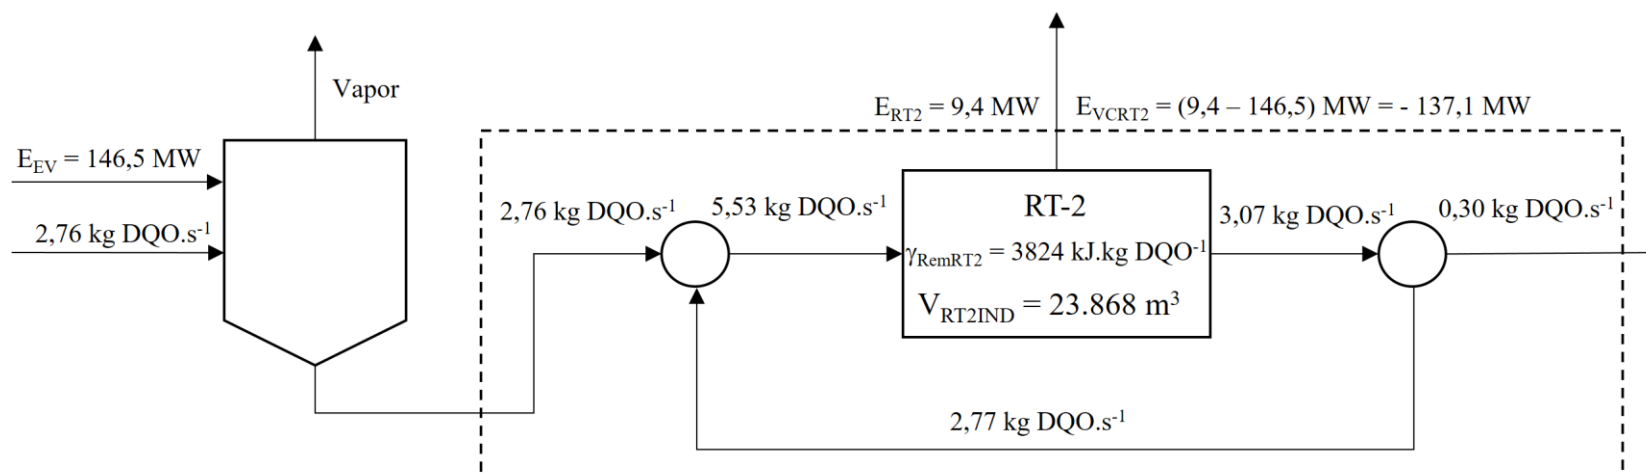 Vapor
E_RT2 = 9,4 MW
E_VCRT2 = (9,4 – 146,5) MW = - 137,1 MW
E_EV = 146,5 MW
2,76 kg DQO.s⁻¹
2,76 kg DQO.s⁻¹
5,53 kg DQO.s⁻¹
RT-2
γ_RemRT2 = 3824 kJ.kg DQO⁻¹
V_RT2IND = 23.868 m³
3,07 kg DQO.s⁻¹
0,30 kg DQO.s⁻¹
2,77 kg DQO.s⁻¹